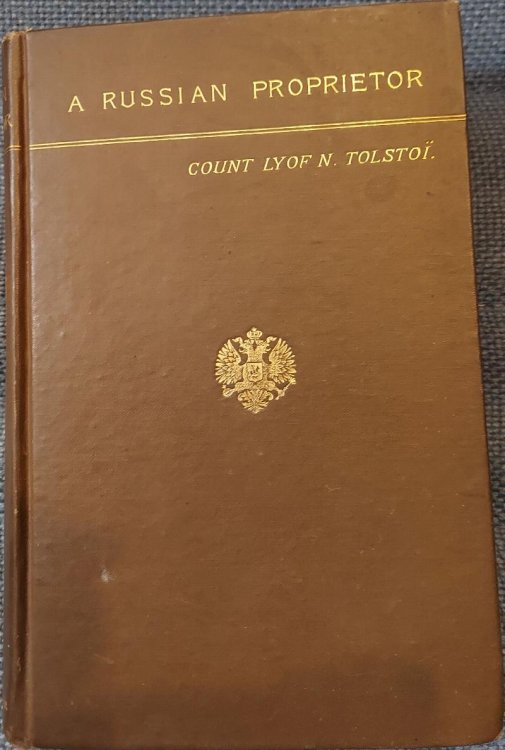 A RUSSIAN PROPRIETOR
COUNT LYOF N. TOLSTOÏ.